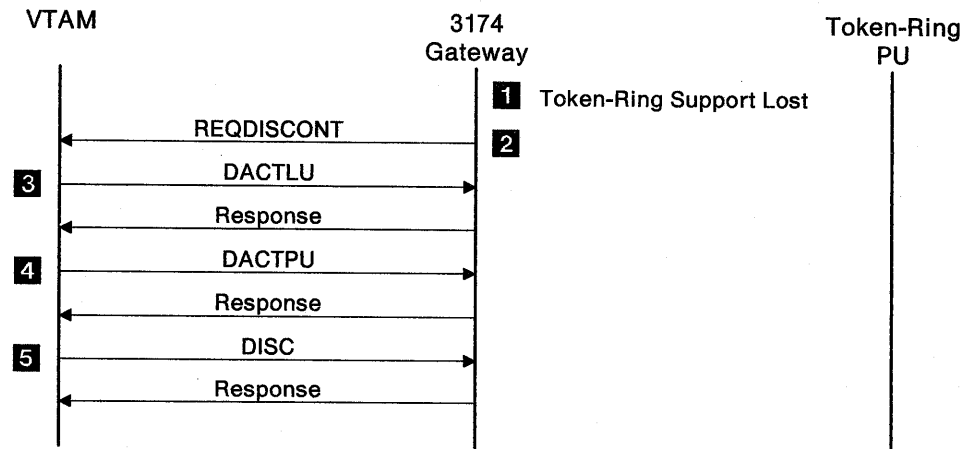 VTAM
3174
Gateway
Token-Ring
PU
1 Token-Ring Support Lost
REQDISCONT
2
3 DACTLU
Response
4 DACTPU
Response
5 DISC
Response